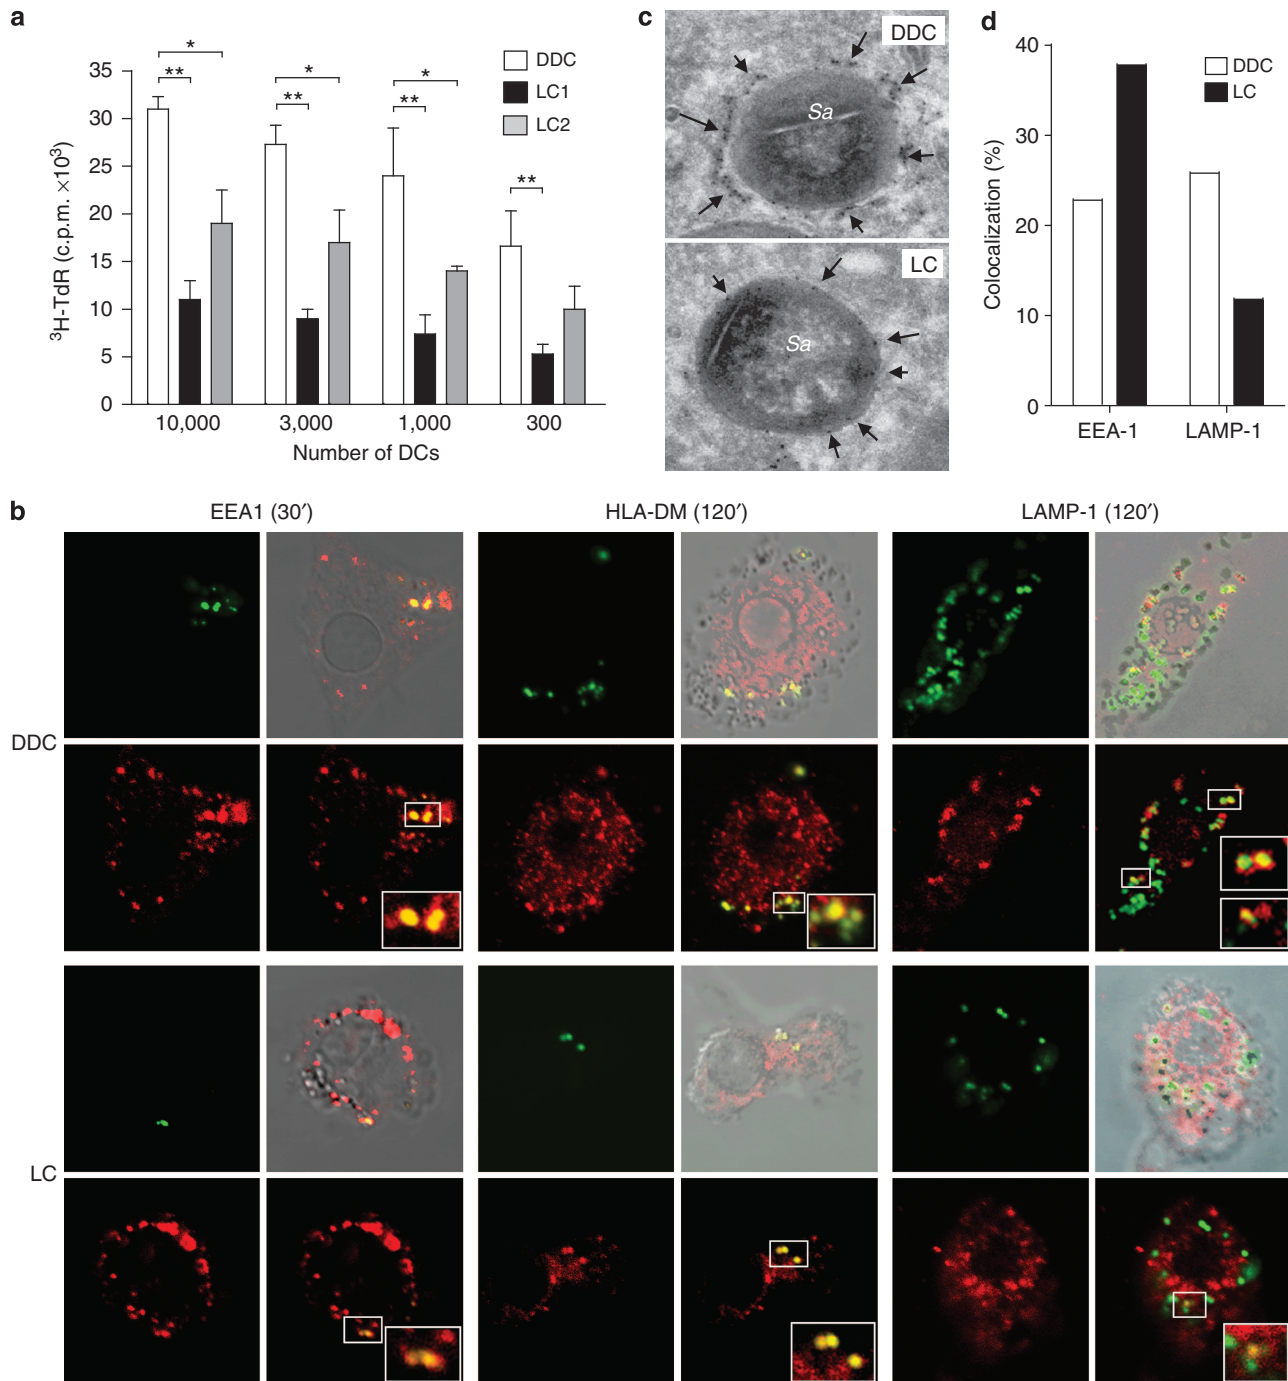 a
* * *
** ** ** **
DDC
LC1
LC2
³H-TdR (c.p.m. ×10³)
35
30
25
20
15
10
5
0
10,000 3,000 1,000 300
Number of DCs
c
DDC
Sa
LC
Sa
d
DDC
LC
Colocalization (%)
40
30
20
10
0
EEA-1 LAMP-1
b
EEA1 (30′) HLA-DM (120′) LAMP-1 (120′)
DDC
LC